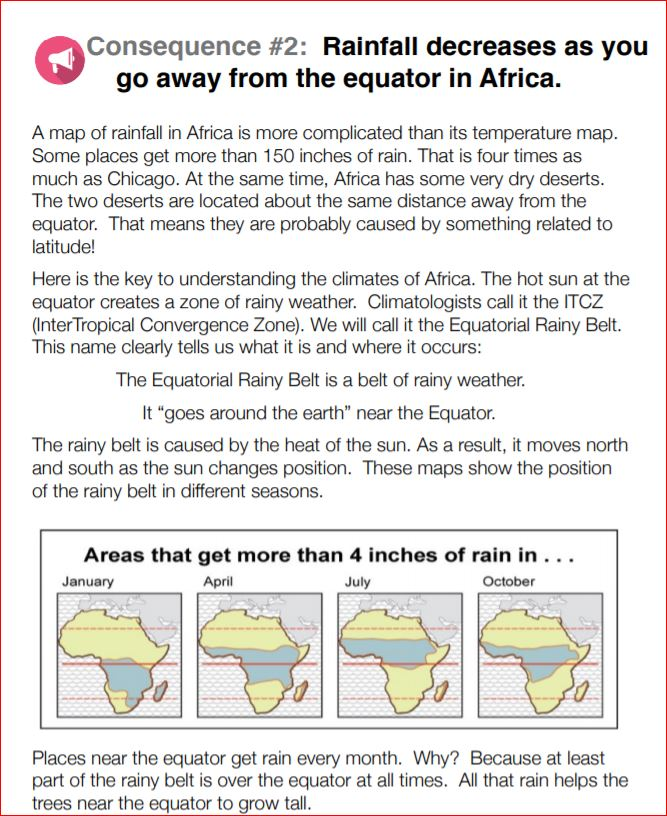 Consequence #2: Rainfall decreases as you
go away from the equator in Africa.
A map of rainfall in Africa is more complicated than its temperature map.
Some places get more than 150 inches of rain. That is four times as
much as Chicago. At the same time, Africa has some very dry deserts.
The two deserts are located about the same distance away from the
equator. That means they are probably caused by something related to
latitude!
Here is the key to understanding the climates of Africa. The hot sun at the
equator creates a zone of rainy weather. Climatologists call it the ITCZ
(InterTropical Convergence Zone). We will call it the Equatorial Rainy Belt.
This name clearly tells us what it is and where it occurs:
The Equatorial Rainy Belt is a belt of rainy weather.
It “goes around the earth” near the Equator.
The rainy belt is caused by the heat of the sun. As a result, it moves north
and south as the sun changes position. These maps show the position
of the rainy belt in different seasons.
Areas that get more than 4 inches of rain in . . .
January April July October
Places near the equator get rain every month. Why? Because at least
part of the rainy belt is over the equator at all times. All that rain helps the
trees near the equator to grow tall.